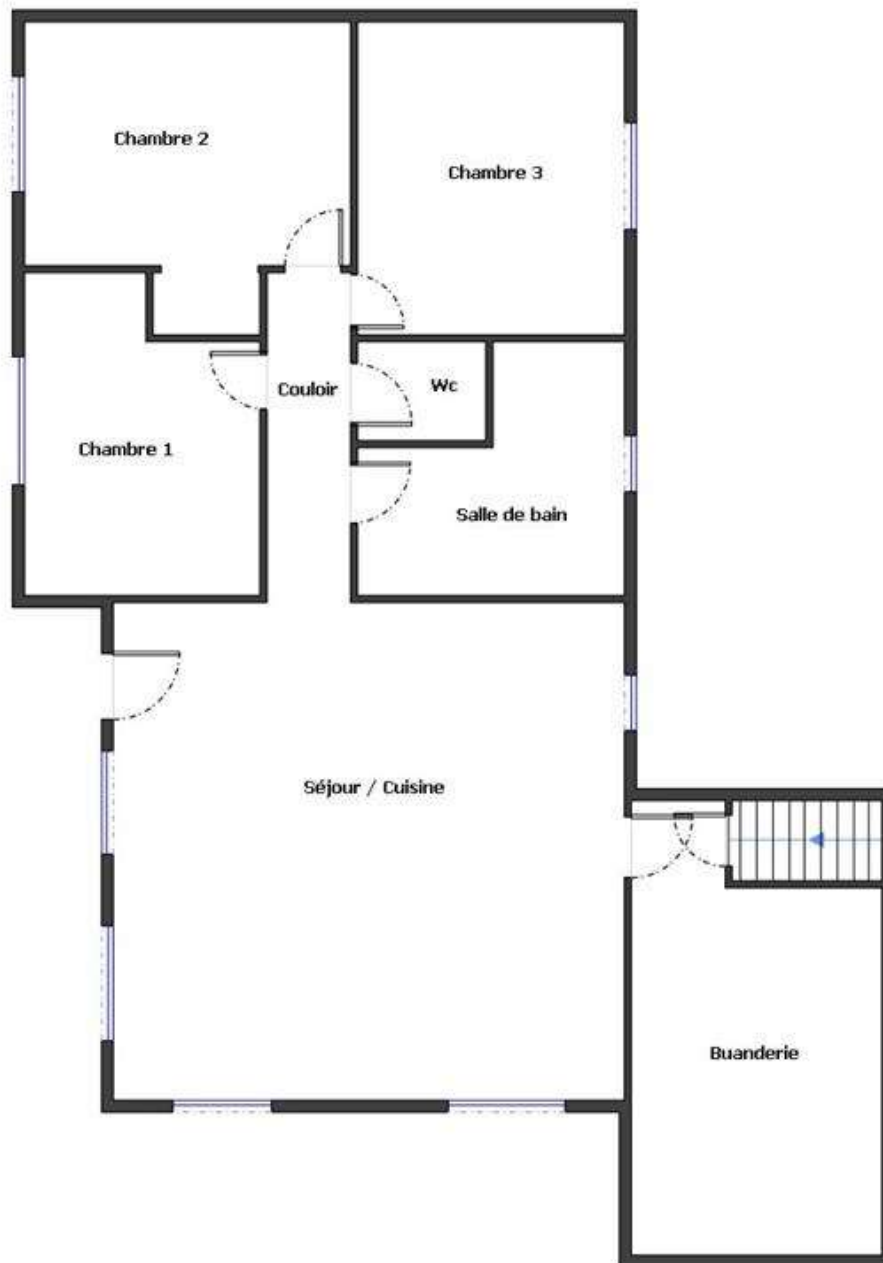 Chambre 2
Chambre 3
Couloir
Wc
Chambre 1
Salle de bain
Séjour / Cuisine
Buanderie